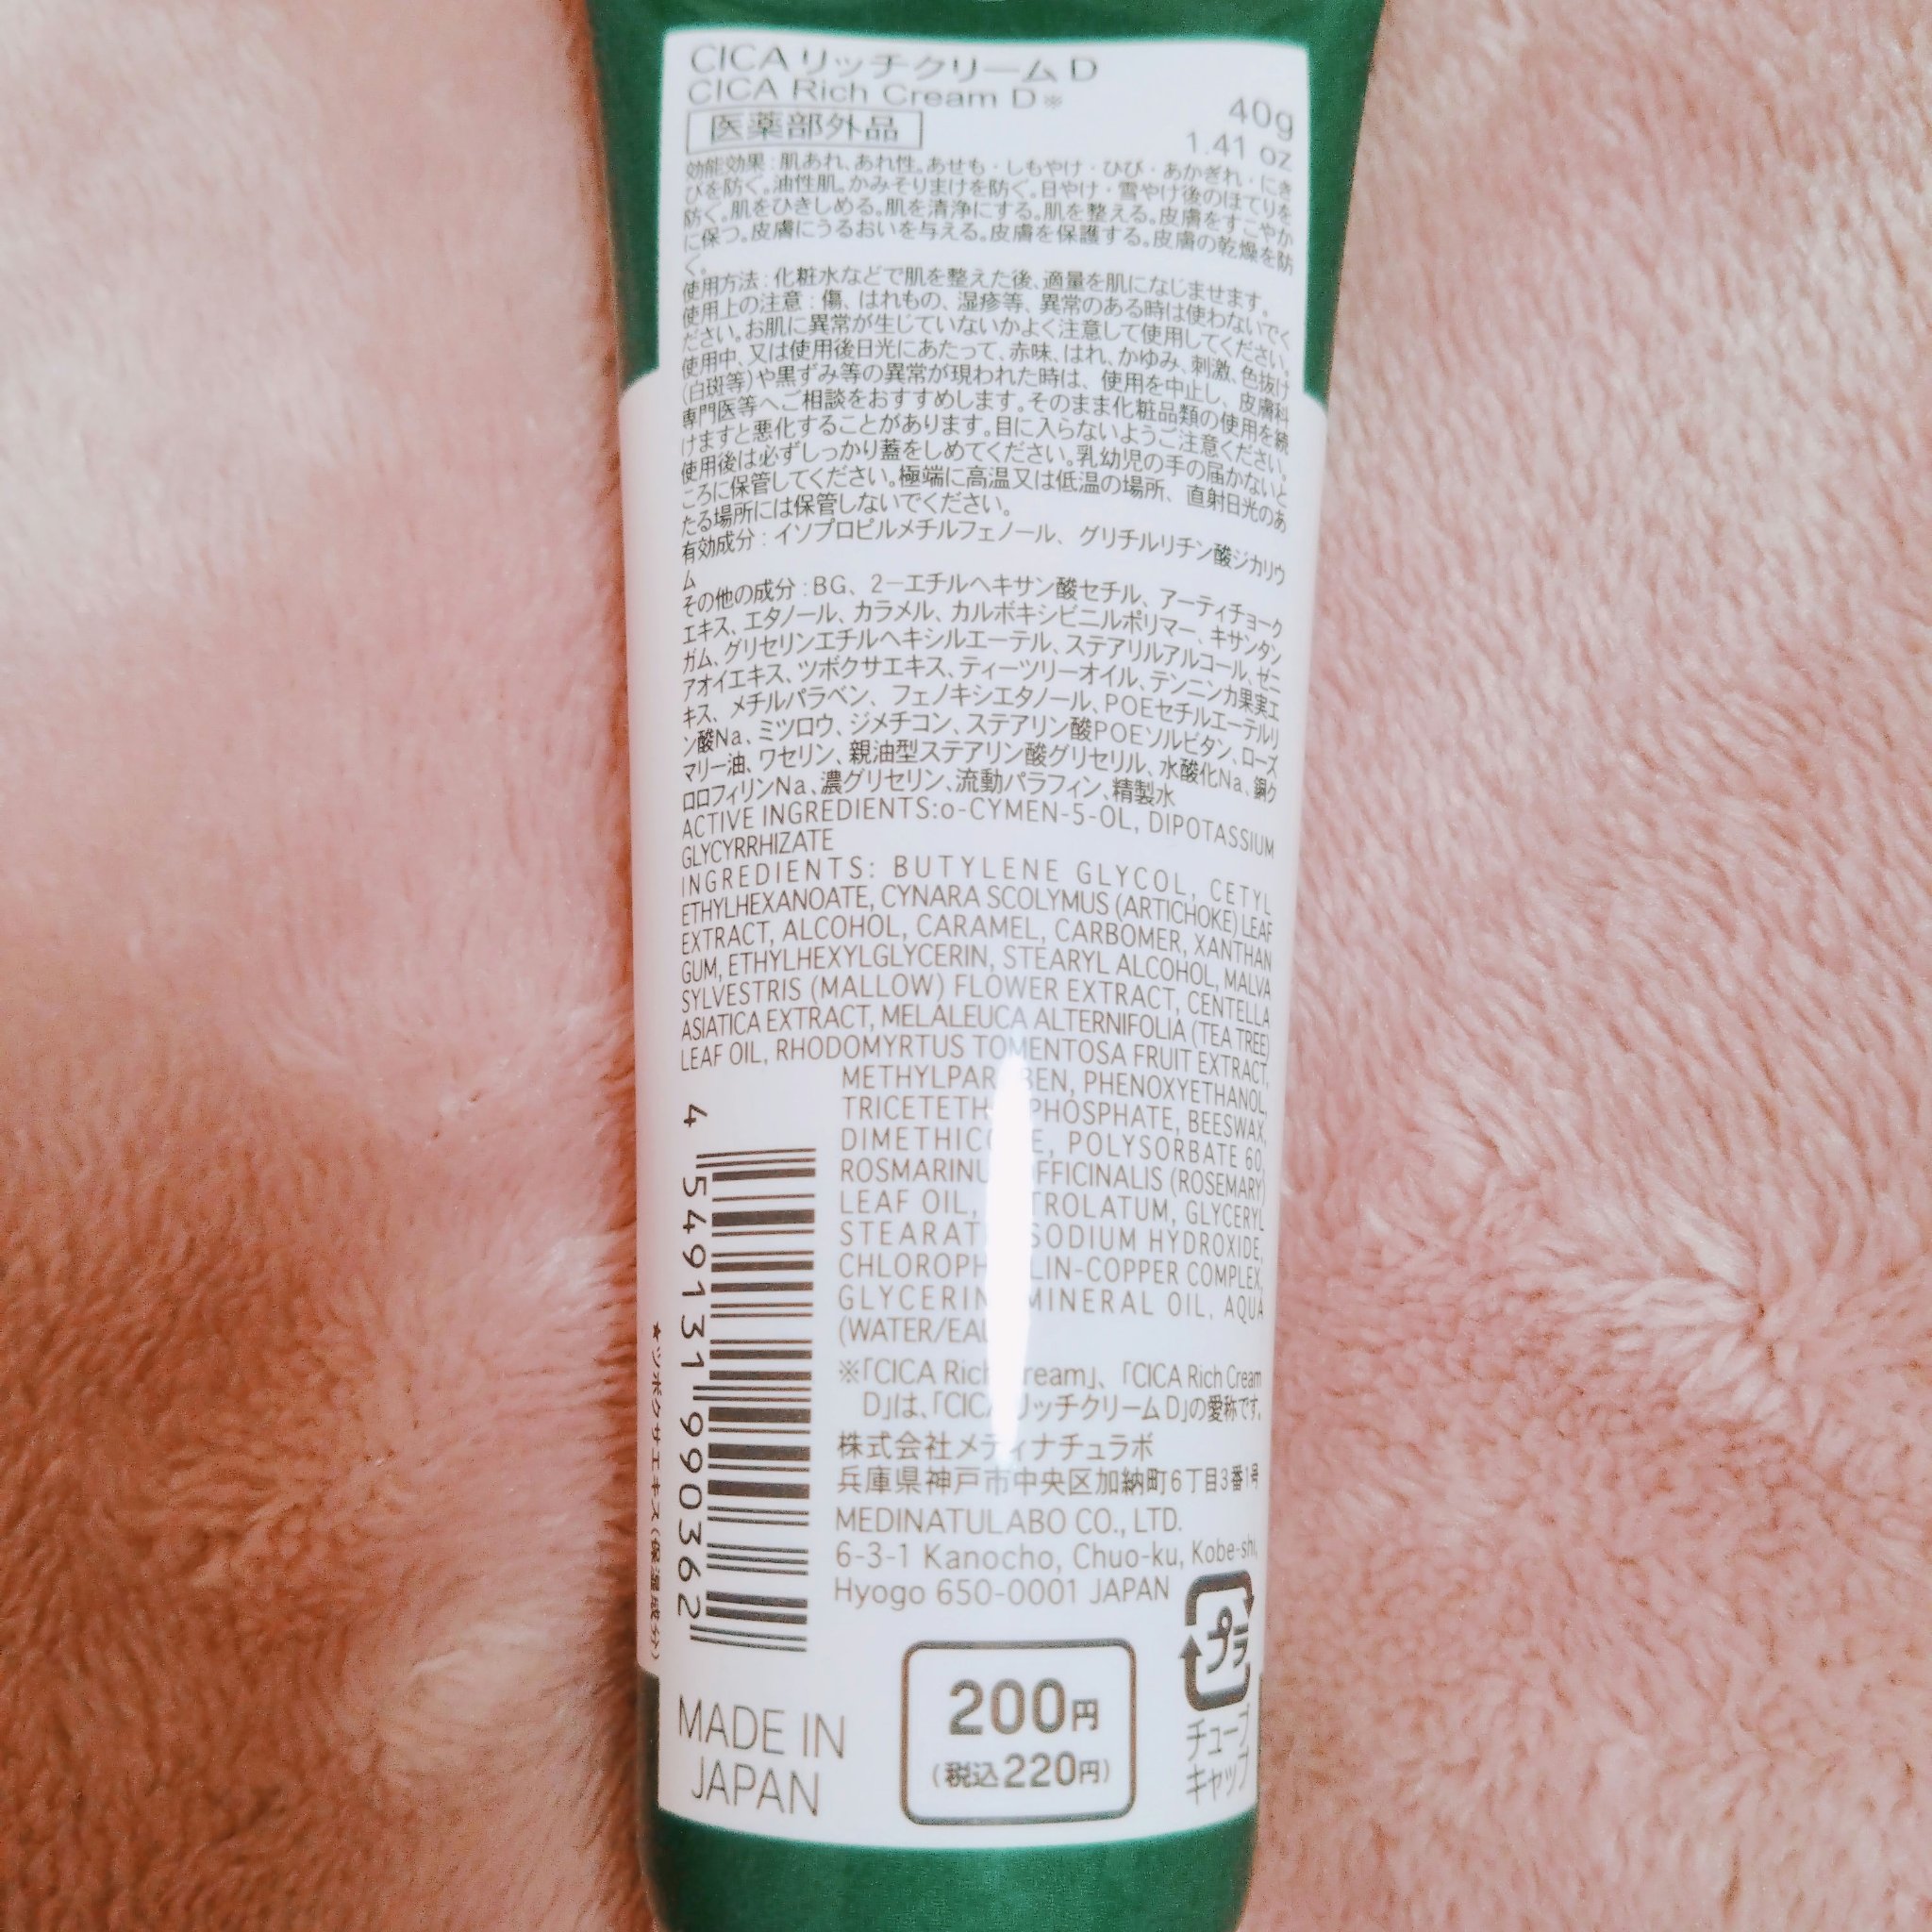 CICA リッチクリーム D
CICA Rich Cream D※
40g
1.41 oz
医薬部外品
効能効果：肌あれ、あれ性。あせも・しもやけ・ひび・あかぎれ・にき
びを防ぐ。油性肌。かみそりまけを防ぐ。日やけ・雪やけ後のほてりを
防ぐ。肌をひきしめる。肌を清浄にする。肌を整える。皮膚をすこやか
に保つ。皮膚にうるおいを与える。皮膚を保護する。皮膚の乾燥を防
ぐ。
使用方法：化粧水などで肌を整えた後、適量を肌になじませます。
使用上の注意：傷、はれもの、湿疹等、異常のある時は使わないでく
ださい。お肌に異常が生じていないかよく注意して使用してください。
使用中、又は使用後日光にあたって、赤味、はれ、かゆみ、刺激、色抜け
(白斑等)や黒ずみ等の異常が現われた時は、使用を中止し、皮膚科
専門医等へご相談をおすすめします。そのまま化粧品類の使用を続
けますと悪化することがあります。目に入らないようご注意ください。
使用後は必ずしっかり蓋をしめてください。乳幼児の手の届かないと
ころに保管してください。極端に高温又は低温の場所、直射日光のあ
たる場所には保管しないでください。
有効成分：イソプロピルメチルフェノール、グリチルリチン酸ジカリウ
ム
その他の成分：BG、2－エチルヘキサン酸セチル、アーティチョーク
エキス、エタノール、カラメル、カルボキシビニルポリマー、キサンタン
ガム、グリセリンエチルヘキシルエーテル、ステアリルアルコール、ゼニ
アオイエキス、ツボクサエキス、ティーツリーオイル、テンニンカ果実エ
キス、メチルパラベン、フェノキシエタノール、POEセチルエーテルリ
ン酸Na、ミツロウ、ジメチコン、ステアリン酸POEソルビタン、ローズ
マリー油、ワセリン、親油型ステアリン酸グリセリル、水酸化Na、銅ク
ロロフィリンNa、濃グリセリン、流動パラフィン、精製水
ACTIVE INGREDIENTS:o-CYMEN-5-OL, DIPOTASSIUM
GLYCYRRHIZATE
INGREDIENTS: BUTYLENE GLYCOL, CETYL
ETHYLHEXANOATE, CYNARA SCOLYMUS (ARTICHOKE) LEAF
EXTRACT, ALCOHOL, CARAMEL, CARBOMER, XANTHAN
GUM, ETHYLHEXYLGLYCERIN, STEARYL ALCOHOL, MALVA
SYLVESTRIS (MALLOW) FLOWER EXTRACT, CENTELLA
ASIATICA EXTRACT, MELALEUCA ALTERNIFOLIA (TEA TREE)
LEAF OIL, RHODOMYRTUS TOMENTOSA FRUIT EXTRACT,
PHENOXYETHANOL,
PHOSPHATE, BEESWAX,
POLYSORBATE 60,
(ROSEMARY)
LEAF OIL, GLYCERYL
SODIUM HYDROXIDE,
COMPLEX,
MINERAL OIL, AQUA
※「CICA Rich Cream」、「CICA Rich Cream
D」は、「CICA リッチクリーム D」の愛称です。
株式会社メディナチュラボ
兵庫県神戸市中央区加納町6丁目3番1号
MEDINATULABO CO., LTD.
6-3-1 Kanocho, Chuo-ku, Kobe-shi,
Hyogo 650-0001 JAPAN
4 549131 990362
★ツボクサエキス(保湿成分)
MADE IN
JAPAN
200円
(税込220円)
プラ
チューブ
キャップ